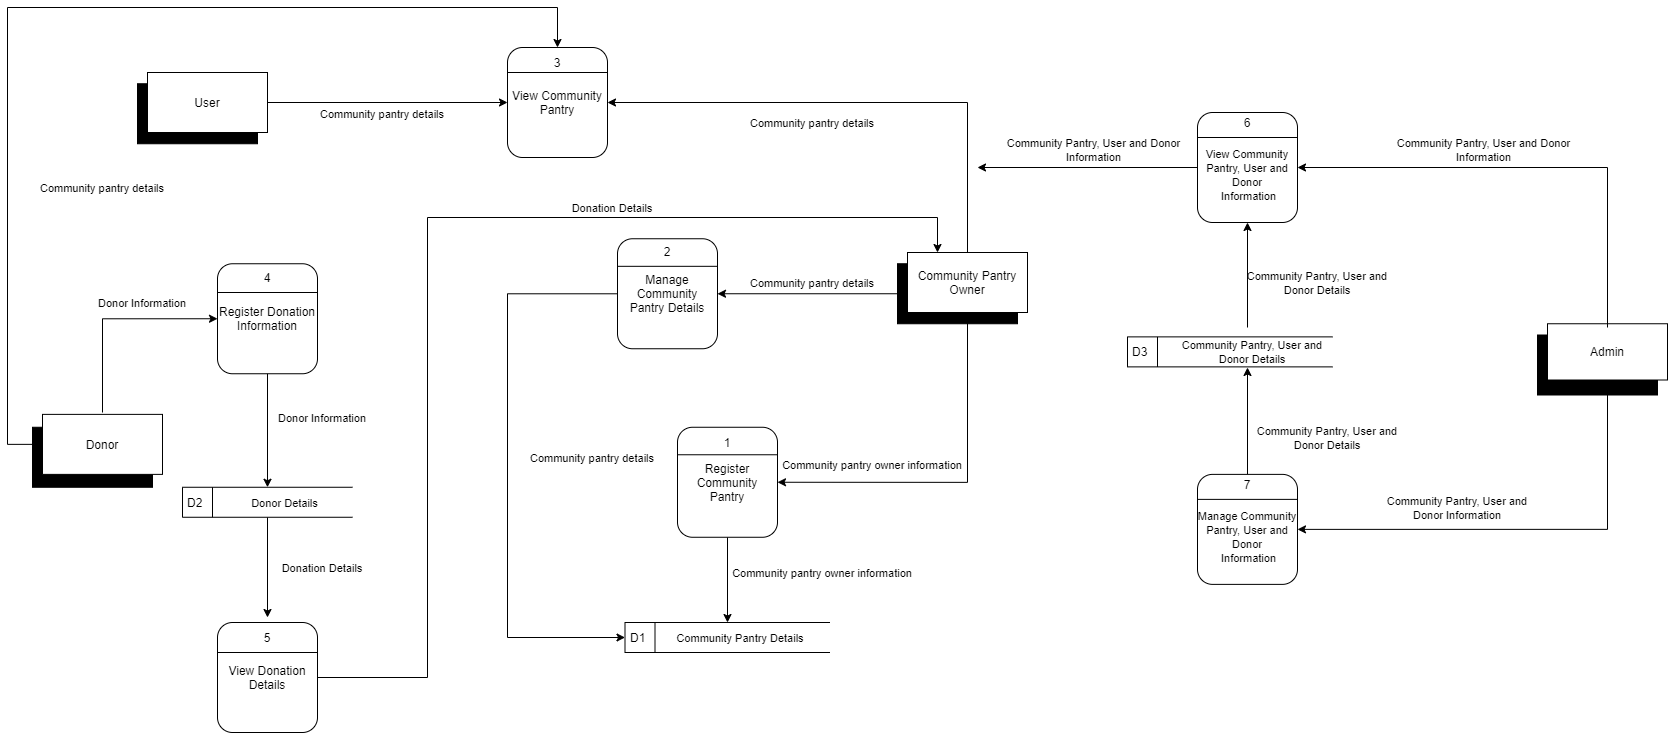 3
View Community
Pantry
User
Community pantry details
Community pantry details
6
View Community
Pantry, User and
Donor
Information
Community Pantry, User and Donor
Information
Community Pantry, User and Donor
Information
Community pantry details
Donation Details
2
Manage
Community
Pantry Details
Community pantry details
Community Pantry
Owner
4
Register Donation
Information
Donor Information
Community Pantry, User and
Donor Details
D3
Community Pantry, User and
Donor Details
Admin
Donor Information
Donor
Community pantry details
1
Register
Community
Pantry
Community pantry owner information
Community Pantry, User and
Donor Details
7
Manage Community
Pantry, User and
Donor
Information
Community Pantry, User and
Donor Information
D2
Donor Details
Donation Details
Community pantry owner information
5
View Donation
Details
D1
Community Pantry Details